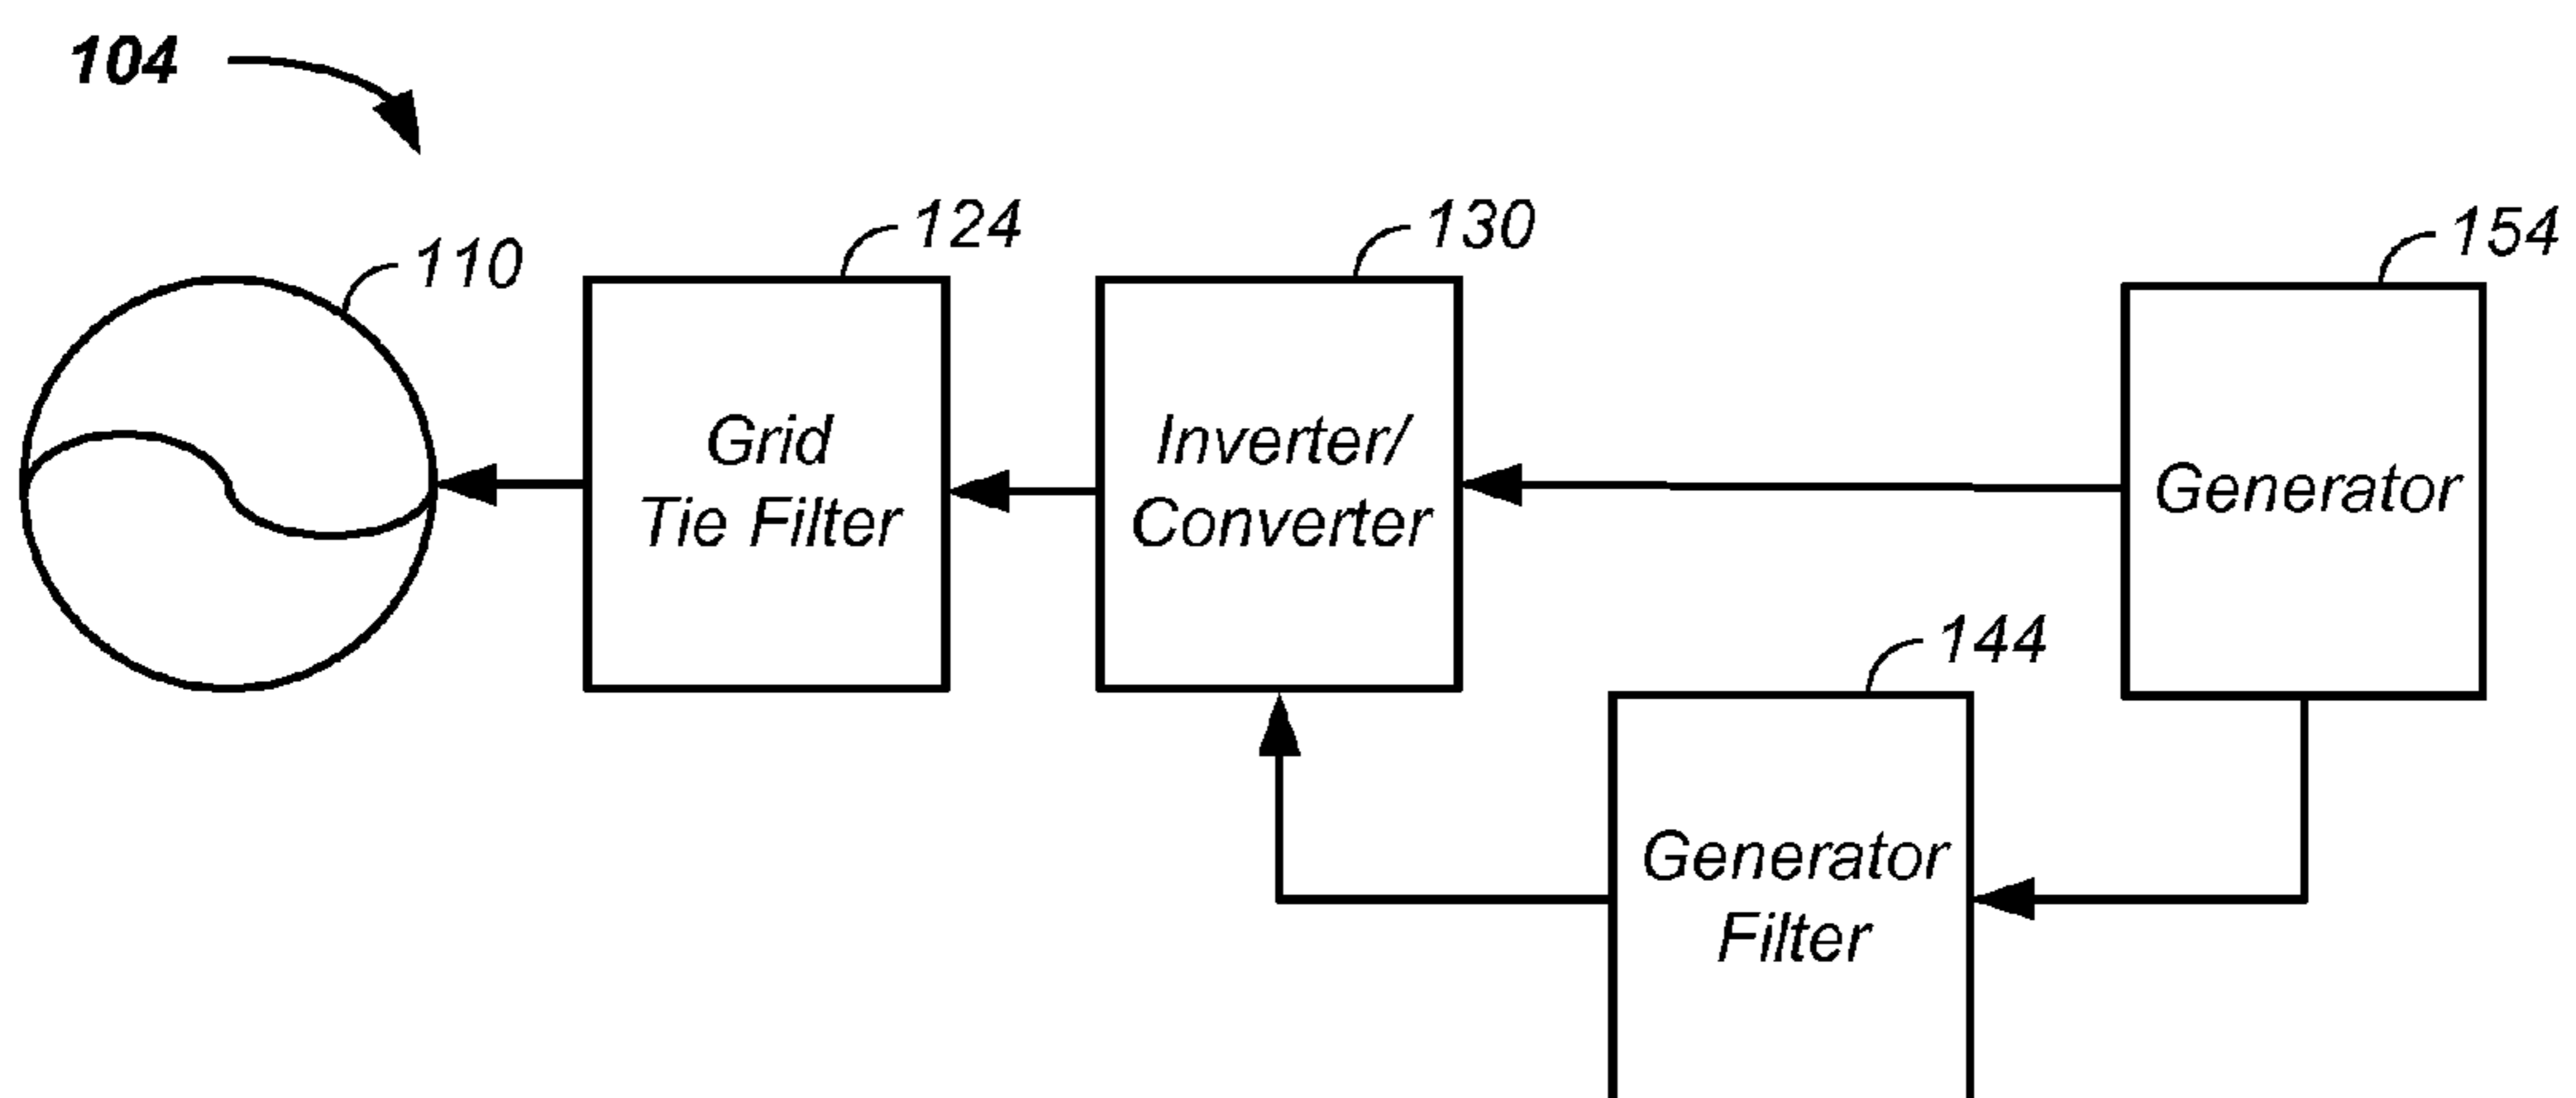 104
110
124
130
154
Grid
Tie Filter
Inverter/
Converter
Generator
144
Generator
Filter